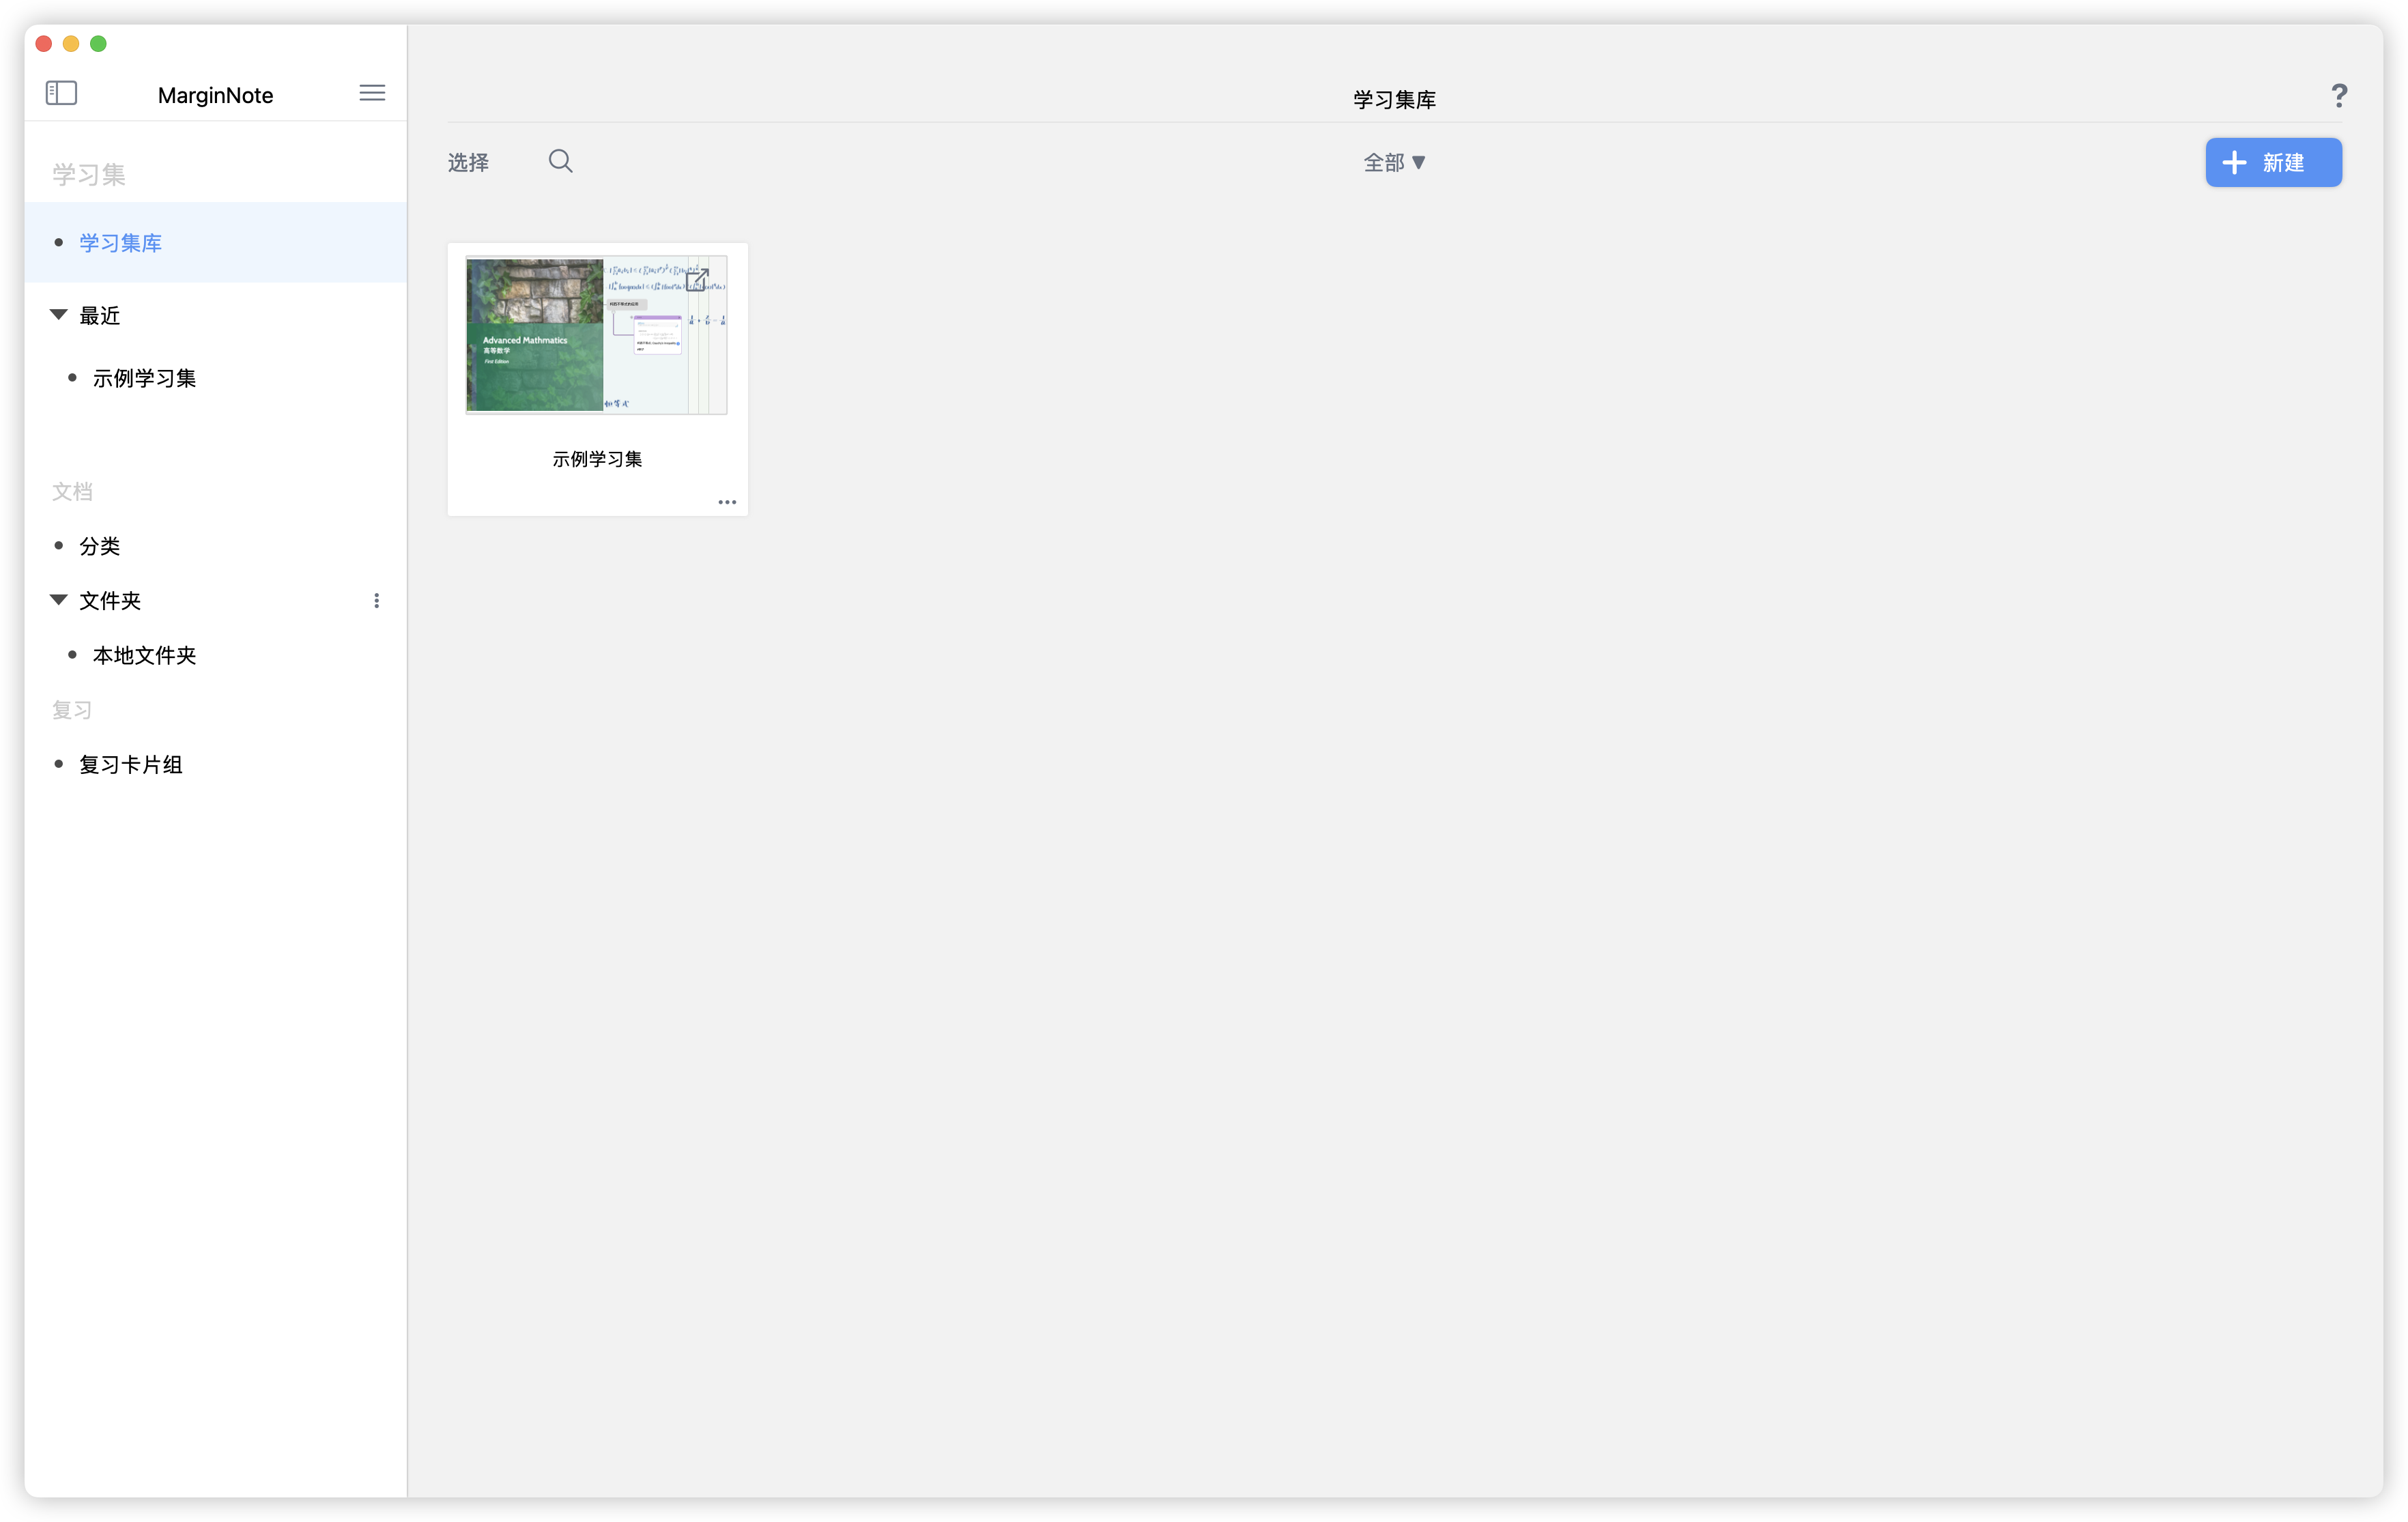 MarginNote
学习集
学习集库
最近
示例学习集
文档
分类
文件夹
本地文件夹
复习
复习卡片组
学习集库
?
选择
全部
新建
Advanced Mathmatics
高等数学
First Edition
示例学习集